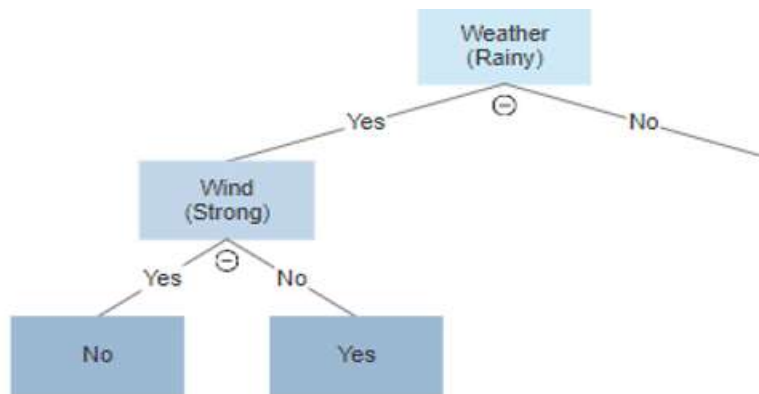 Weather
(Rainy)
Yes
No
Wind
(Strong)
Yes
No
No
Yes